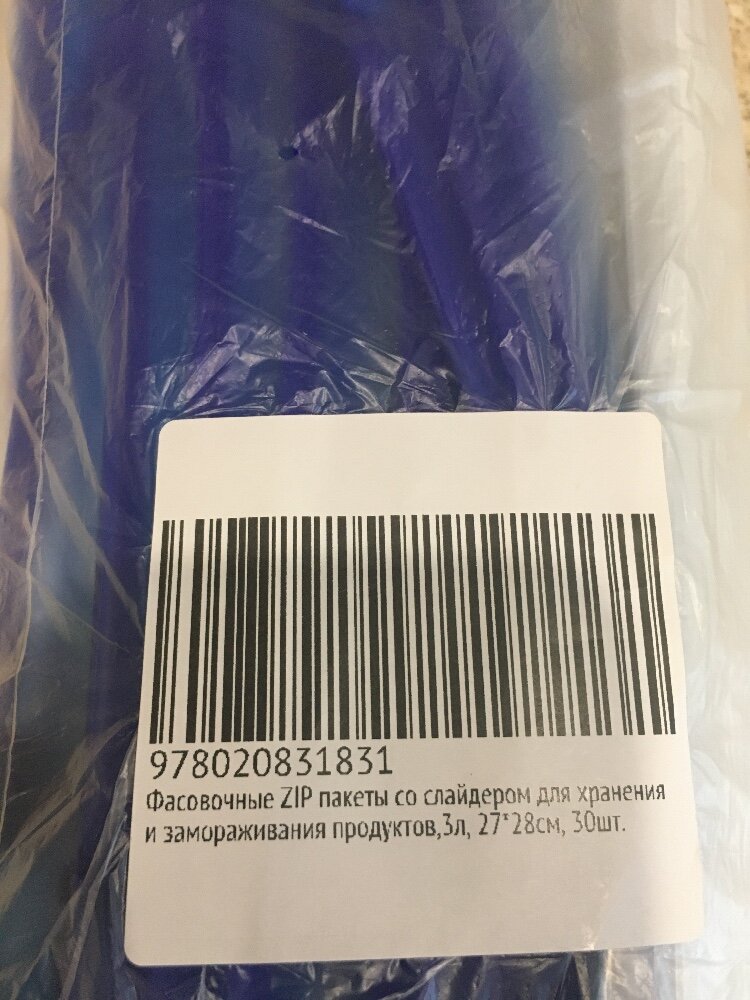 978020831831
Фасовочные ZIP пакеты со слайдером для хранения
и замораживания продуктов,3л, 27*28см, 30шт.